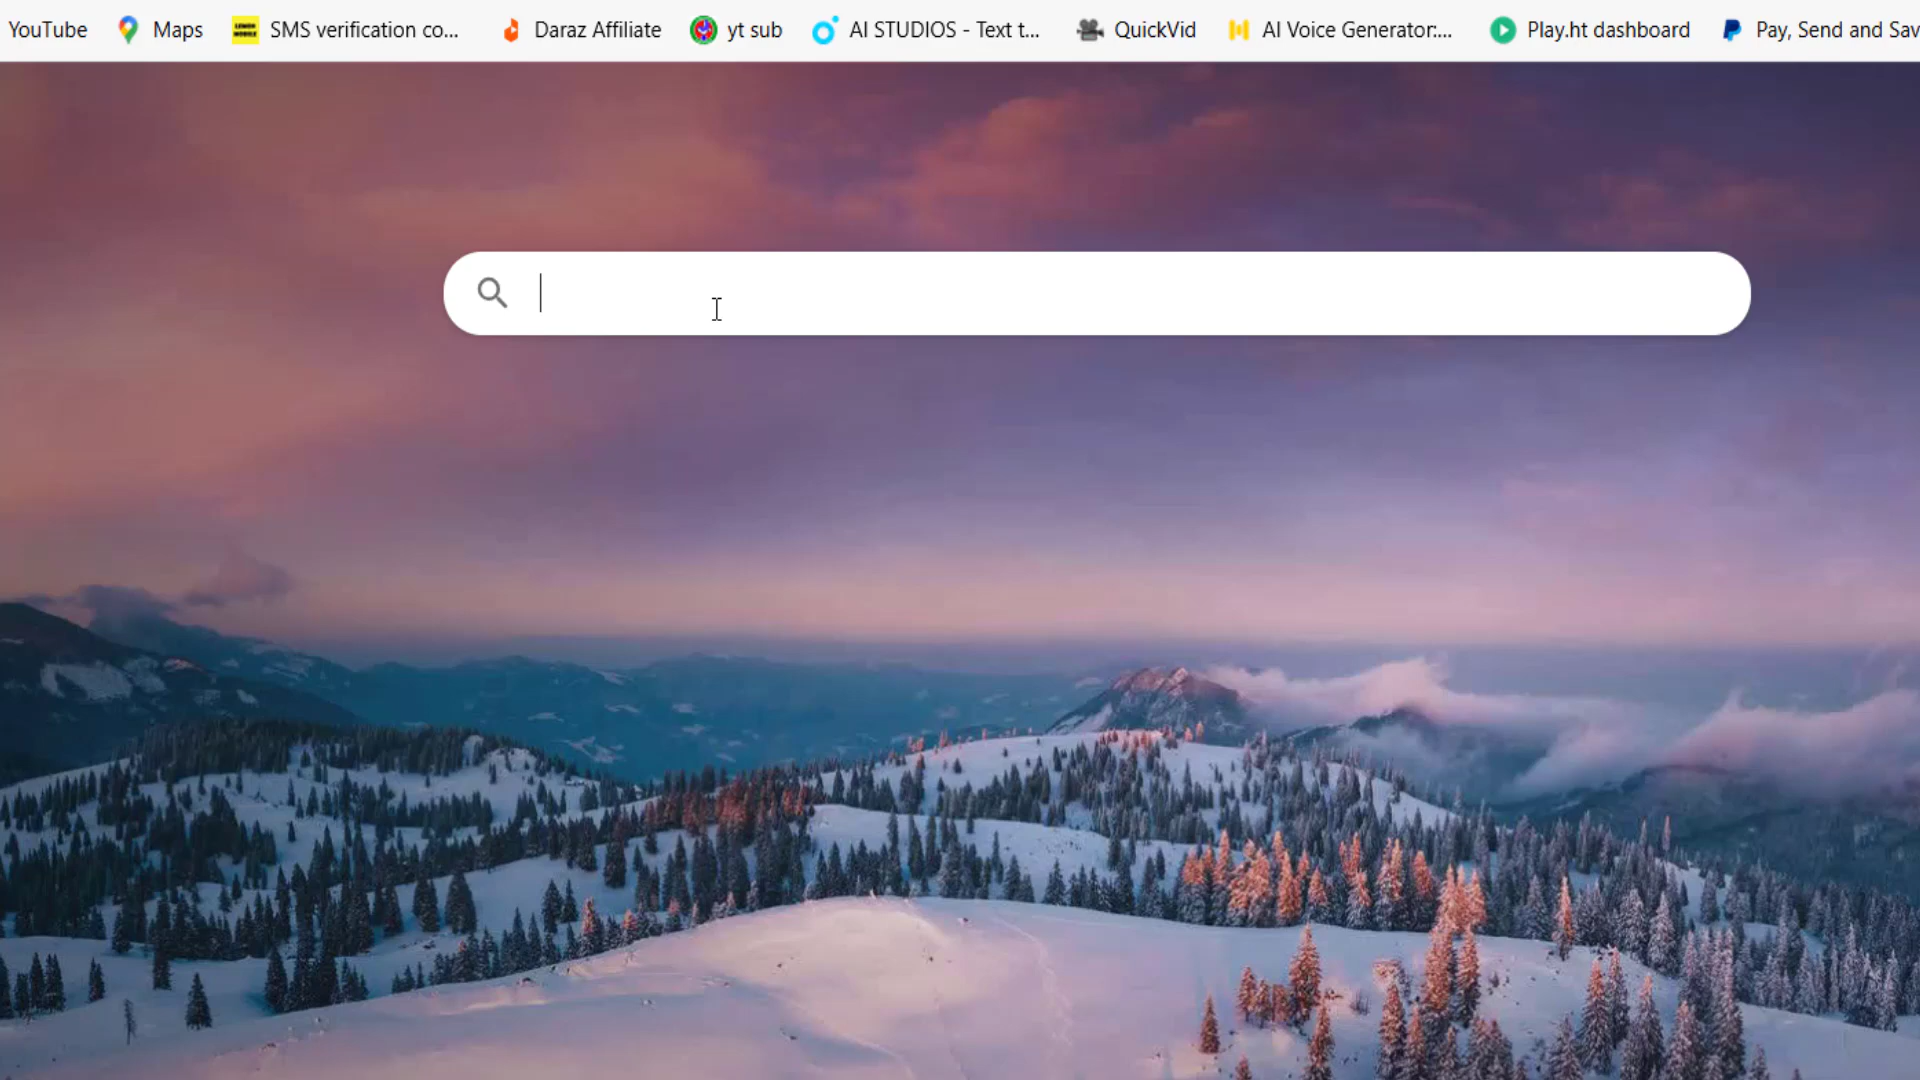 YouTube Maps SMS verification co... Daraz Affiliate yt sub AI STUDIOS - Text t... QuickVid AI Voice Generator:... Play.ht dashboard Pay, Send and Sav